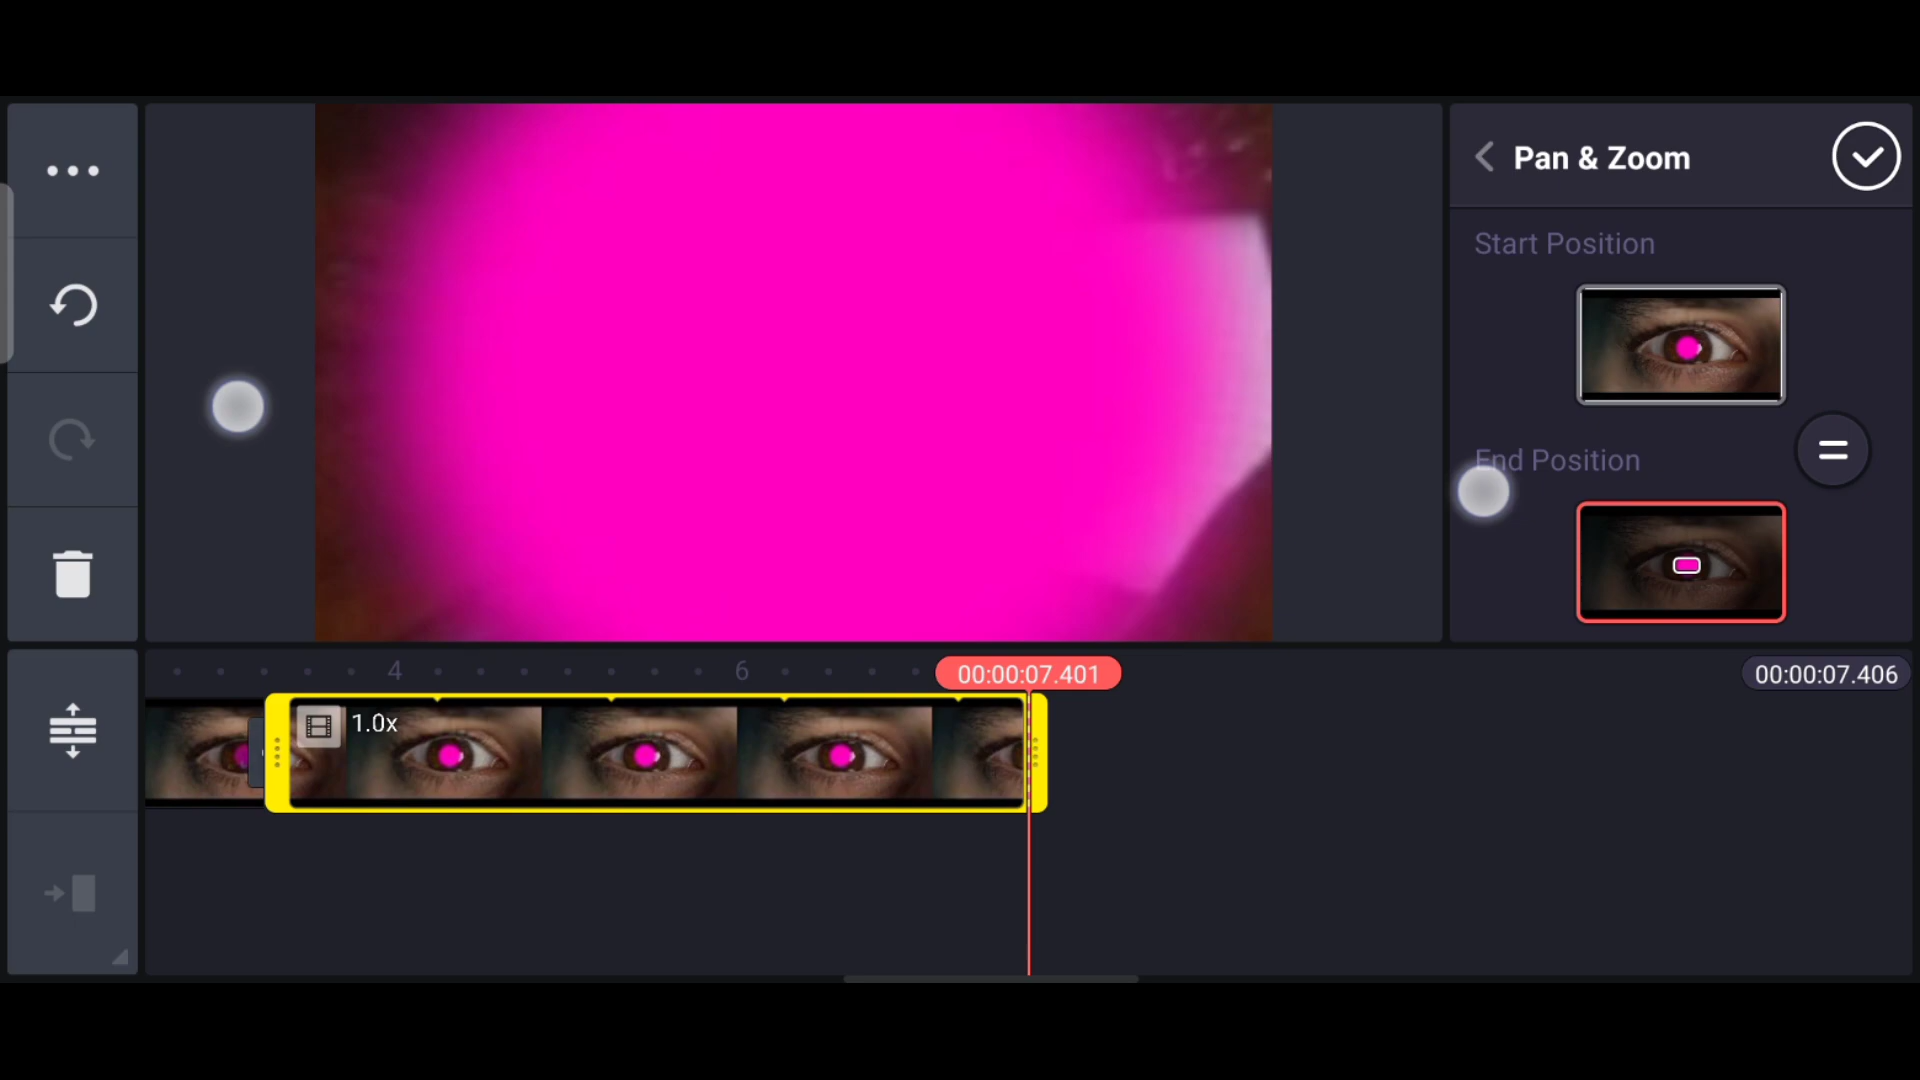 Pan & Zoom
Start Position
End Position
4
6
00:00:07.401
00:00:07.406
1.0x